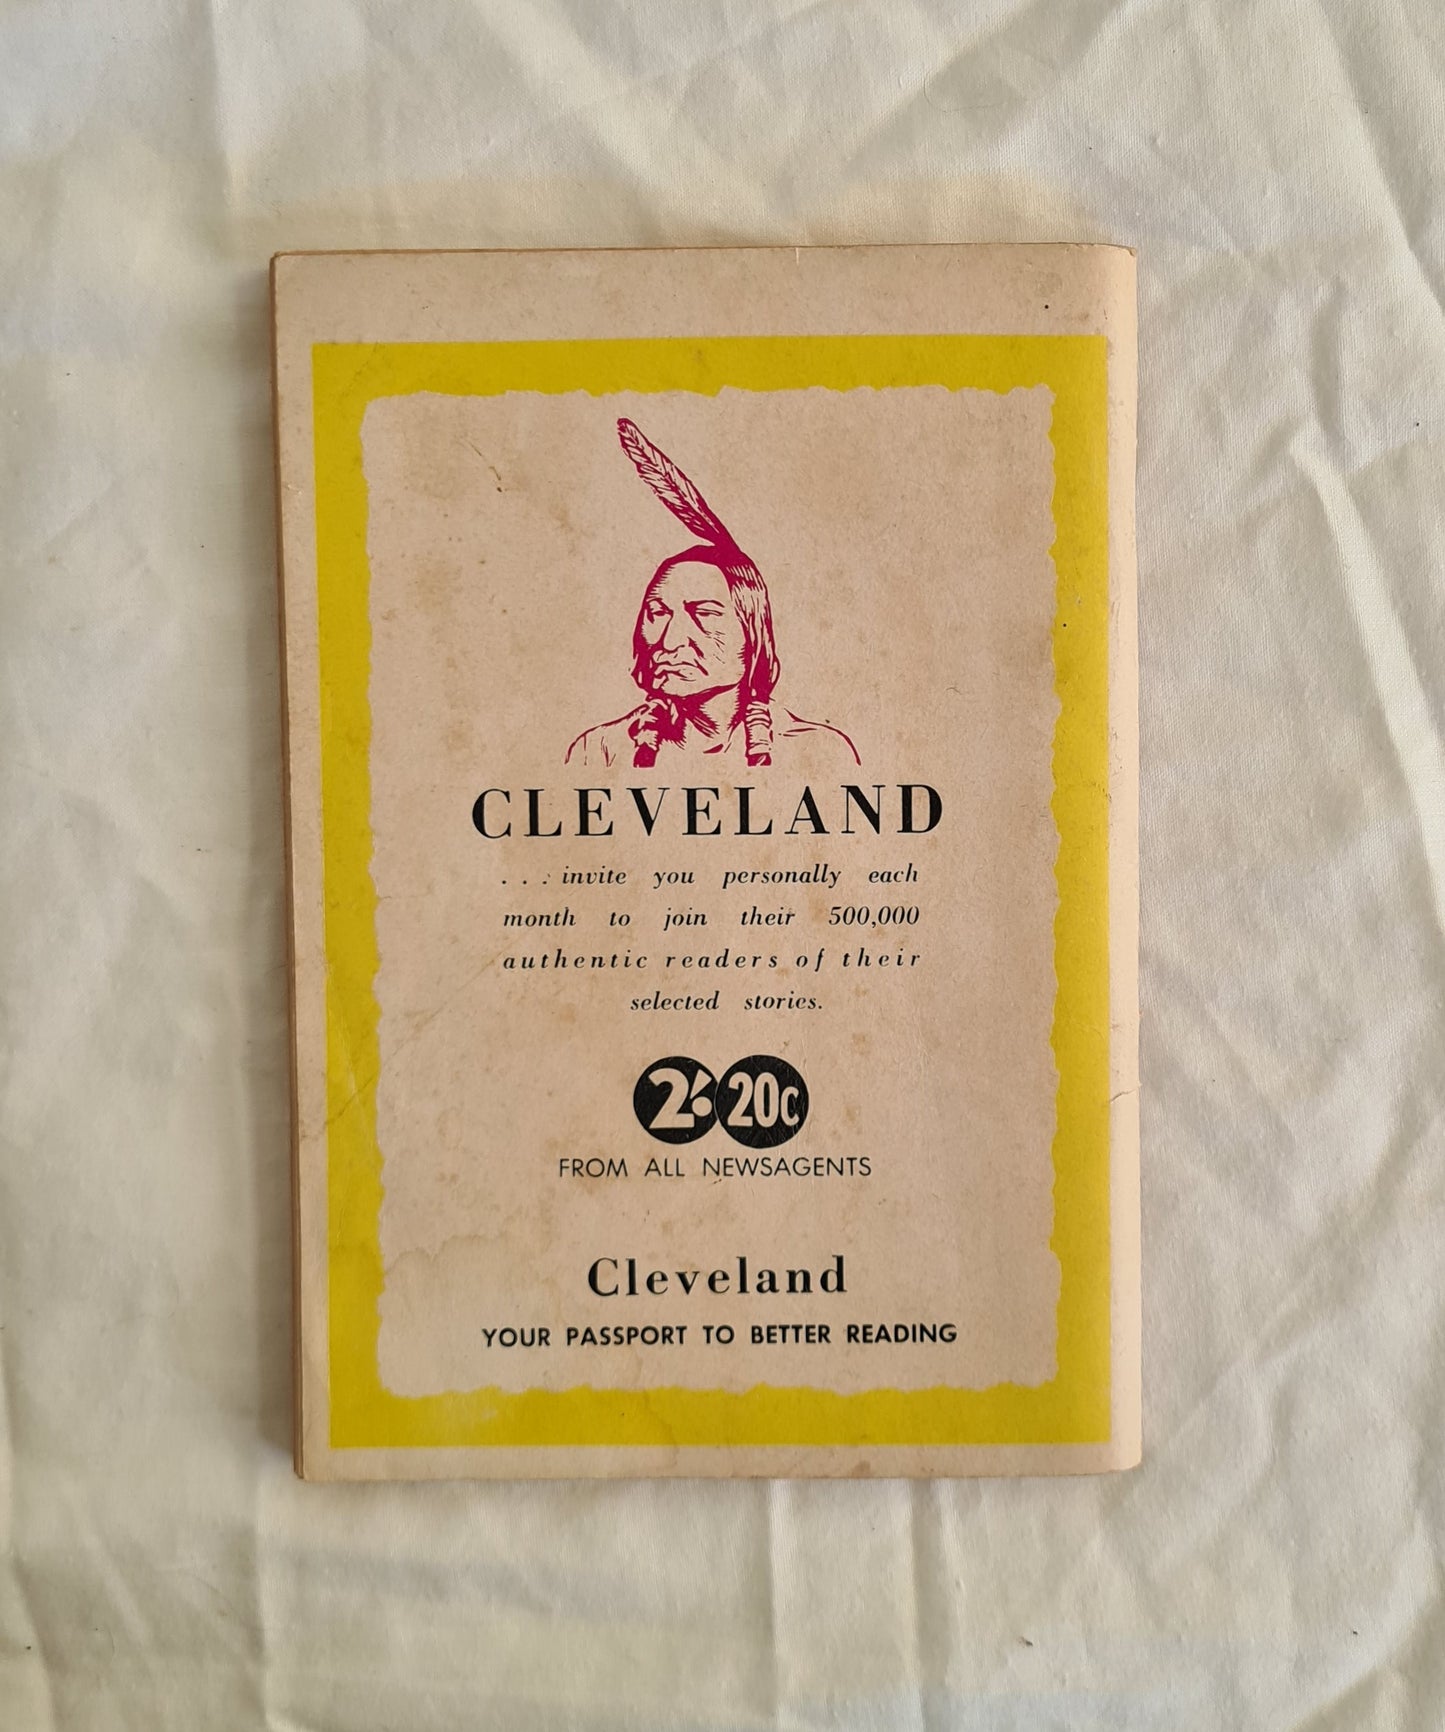 CLEVELAND
. . . invite you personally each
month to join their 500,000
authentic readers of their
selected stories.
2/- 20c
FROM ALL NEWSAGENTS
Cleveland
YOUR PASSPORT TO BETTER READING